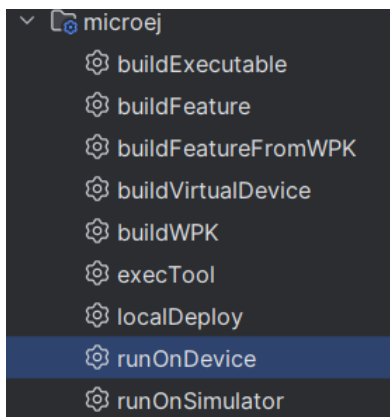 microej
buildExecutable
buildFeature
buildFeatureFromWPK
buildVirtualDevice
buildWPK
execTool
localDeploy
runOnDevice
runOnSimulator